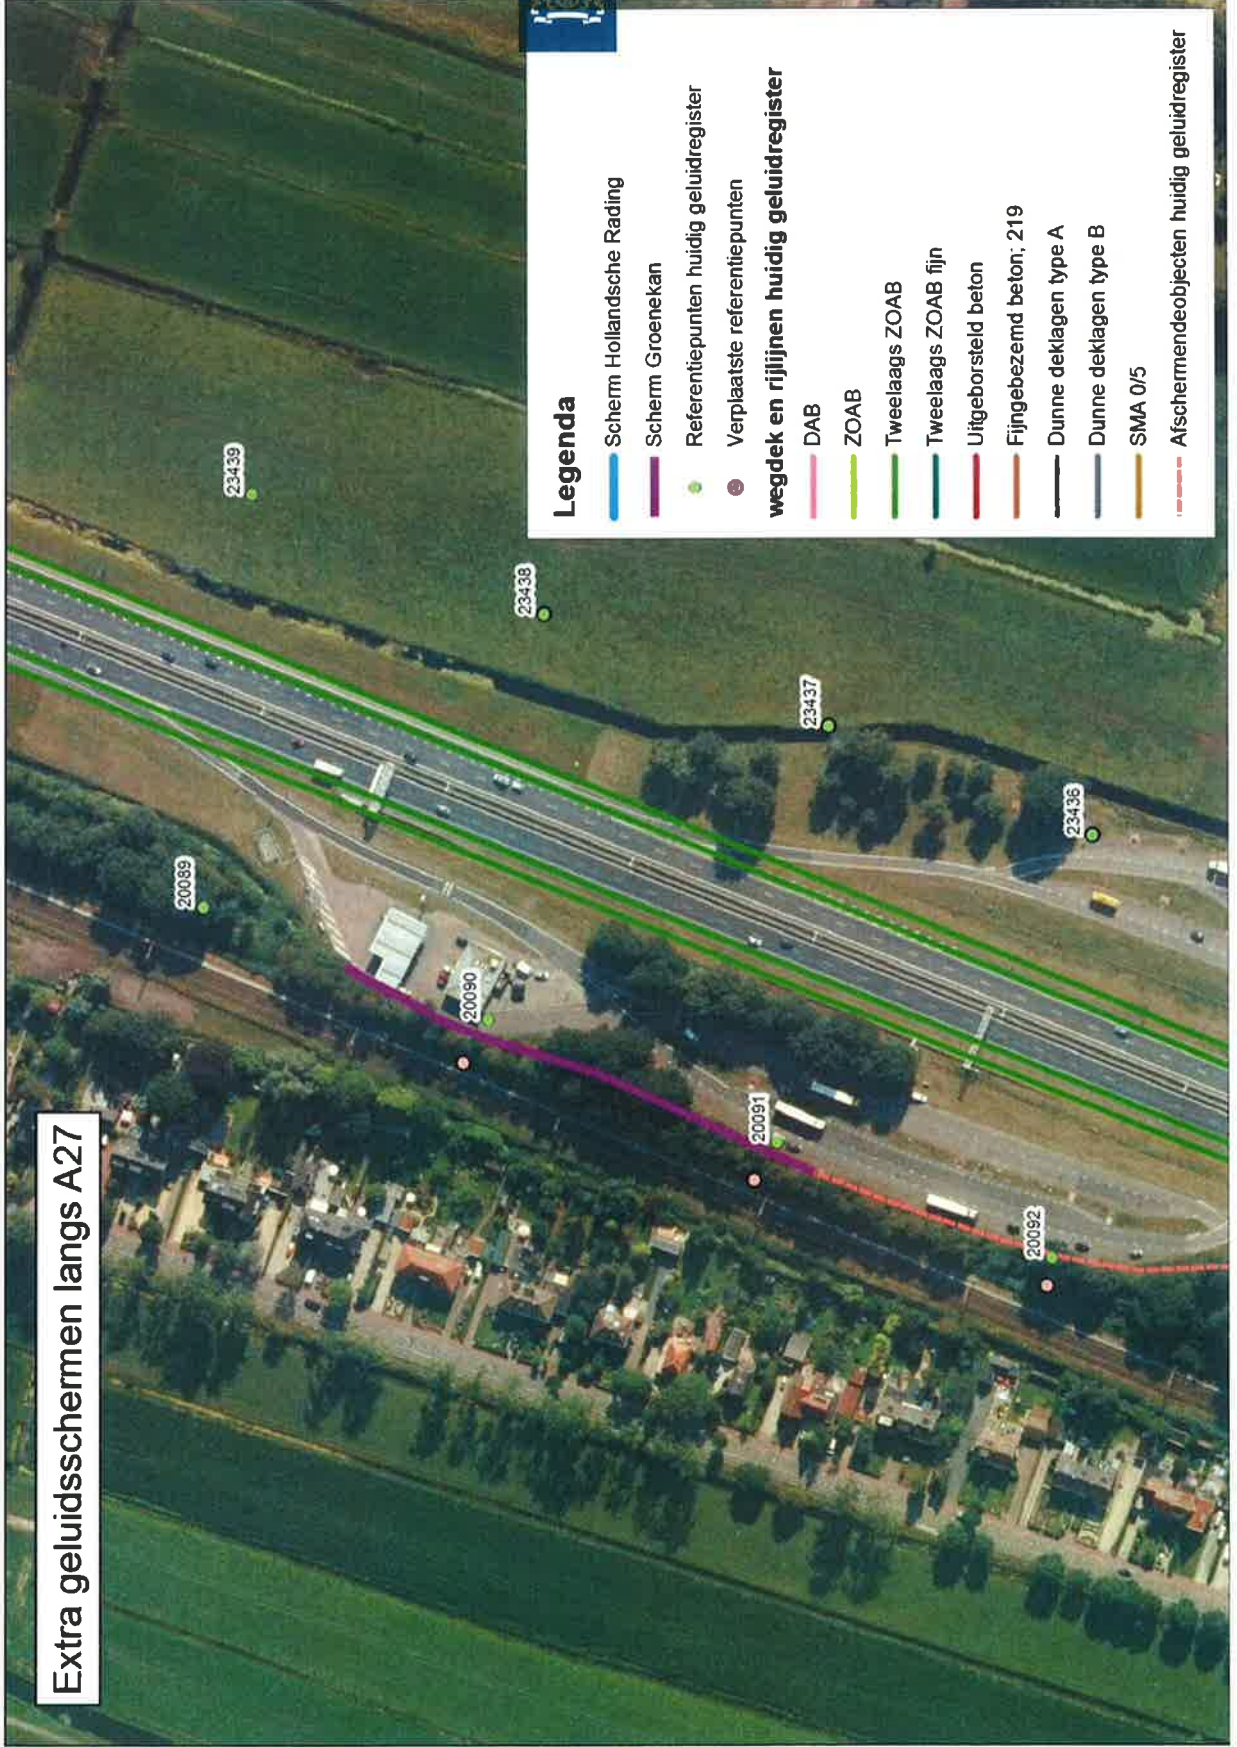 Extra geluidsschermen langs A27
20089
20090
20091
20092
23439
23438
23437
23436
Legenda
Scherm Hollandsche Rading
Scherm Groenekan
Referentiepunten huidig geluidregister
Verplaatste referentiepunten
wegdek en rijlijnen huidig geluidregister
DAB
ZOAB
Tweelaags ZOAB
Tweelaags ZOAB fijn
Uitgeborsteld beton
Fijngebezemd beton; 219
Dunne deklagen type A
Dunne deklagen type B
SMA 0/5
Afschermendeobjecten huidig geluidregister